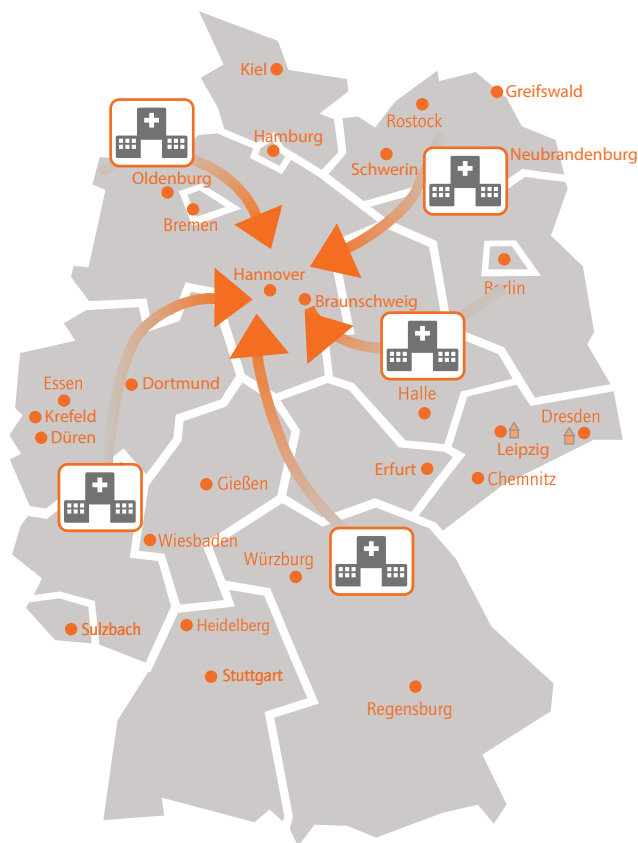 Kiel
Greifswald
Rostock
Hamburg
Schwerin
Neubrandenburg
Oldenburg
Bremen
Hannover
Berlin
Braunschweig
Essen
Dortmund
Halle
Krefeld
Dresden
Düren
Leipzig
Erfurt
Gießen
Chemnitz
Wiesbaden
Würzburg
Sulzbach
Heidelberg
Stuttgart
Regensburg